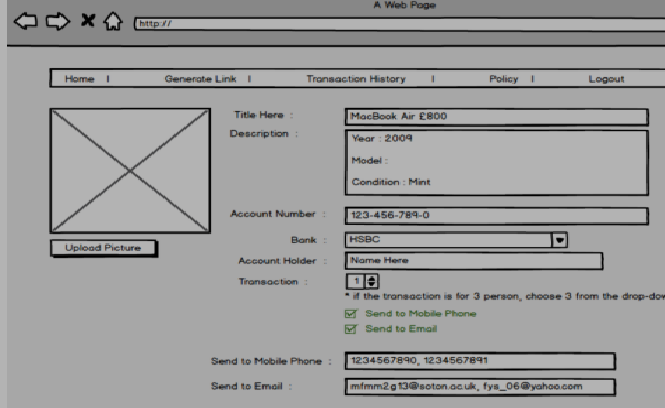 A Web Page
http://
Home | Generate Link | Transaction History | Policy | Logout
Title Here : MacBook Air £800
Description : Year : 2009
Model :
Condition : Mint
Account Number : 123-456-789-0
Upload Picture
Bank : HSBC
Account Holder : Name Here
Transaction : 1
* if the transaction is for 3 person, choose 3 from the
Send to Mobile Phone
Send to Email
Send to Mobile Phone : 1234567890, 1234567891
Send to Email : mfmm2g13@soton.ac.uk, fys_06@yahoo.com